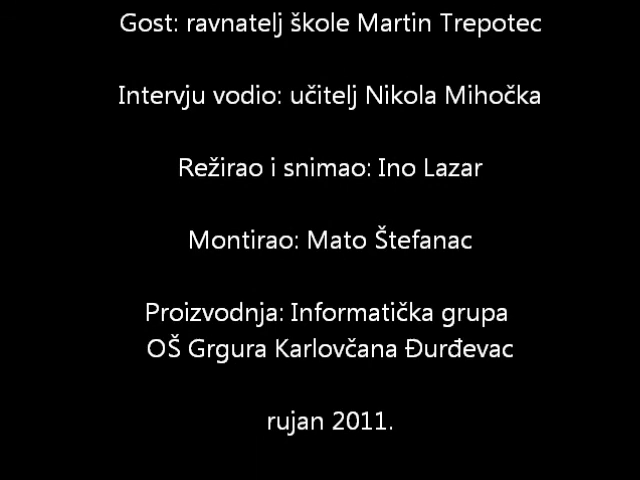 Gost: ravnatelj škole Martin Trepotec
Intervju vodio: učitelj Nikola Mihočka
Režirao i snimao: Ino Lazar
Montirao: Mato Štefanac
Proizvodnja: Informatička grupa
OŠ Grgura Karlovčana Đurđevac
rujan 2011.